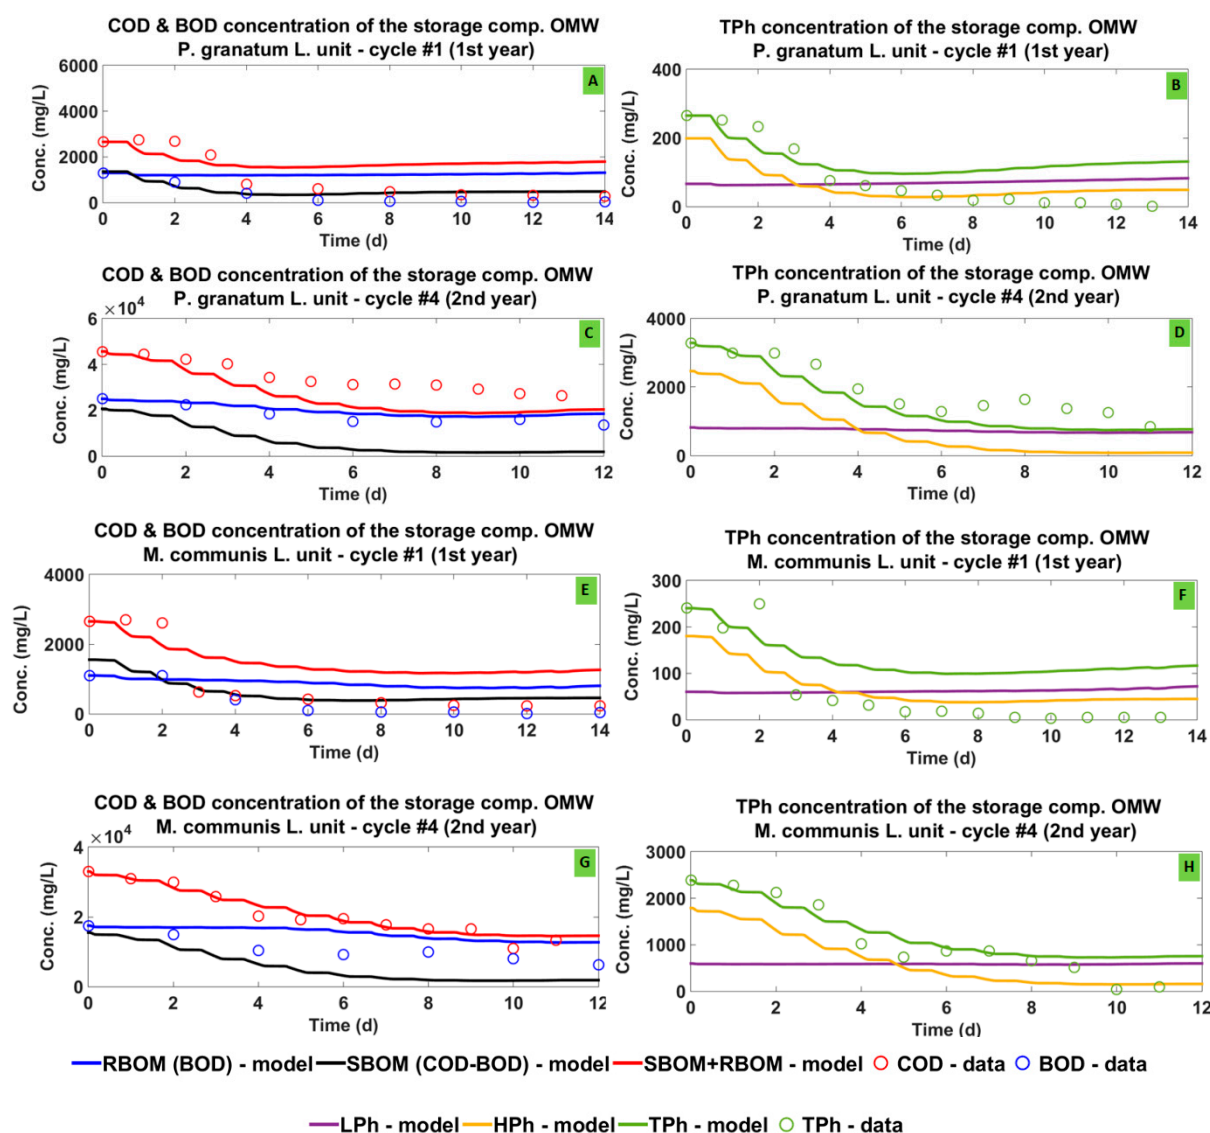 COD & BOD concentration of the storage comp. OMW
P. granatum L. unit - cycle #1 (1st year)
A
6000
4000
2000
0
Conc. (mg/L)
0 2 4 6 8 10 12 14
Time (d)
TPh concentration of the storage comp. OMW
P. granatum L. unit - cycle #1 (1st year)
B
400
200
0
Conc. (mg/L)
0 2 4 6 8 10 12 14
Time (d)
COD & BOD concentration of the storage comp. OMW
P. granatum L. unit - cycle #4 (2nd year)
×10⁴
C
6
4
2
0
Conc. (mg/L)
0 2 4 6 8 10 12
Time (d)
TPh concentration of the storage comp. OMW
P. granatum L. unit - cycle #4 (2nd year)
D
4000
2000
0
Conc. (mg/L)
0 2 4 6 8 10 12
Time (d)
COD & BOD concentration of the storage comp. OMW
M. communis L. unit - cycle #1 (1st year)
E
4000
2000
0
Conc. (mg/L)
0 2 4 6 8 10 12 14
Time (d)
TPh concentration of the storage comp. OMW
M. communis L. unit - cycle #1 (1st year)
F
300
200
100
0
Conc. (mg/L)
0 2 4 6 8 10 12 14
Time (d)
COD & BOD concentration of the storage comp. OMW
M. communis L. unit - cycle #4 (2nd year)
×10⁴
G
4
2
0
Conc. (mg/L)
0 2 4 6 8 10 12
Time (d)
TPh concentration of the storage comp. OMW
M. communis L. unit - cycle #4 (2nd year)
H
3000
2000
1000
0
Conc. (mg/L)
0 2 4 6 8 10 12
Time (d)
RBOM (BOD) - model SBOM (COD-BOD) - model SBOM+RBOM - model COD - data BOD - data
LPh - model HPh - model TPh - model TPh - data